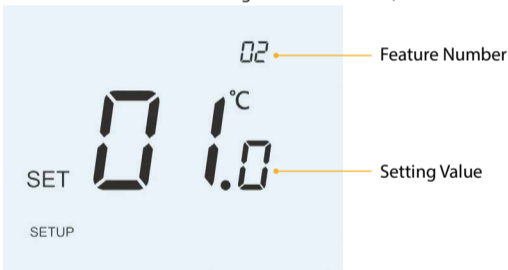 02
Feature Number
°C
SET 01.0
Setting Value
SETUP